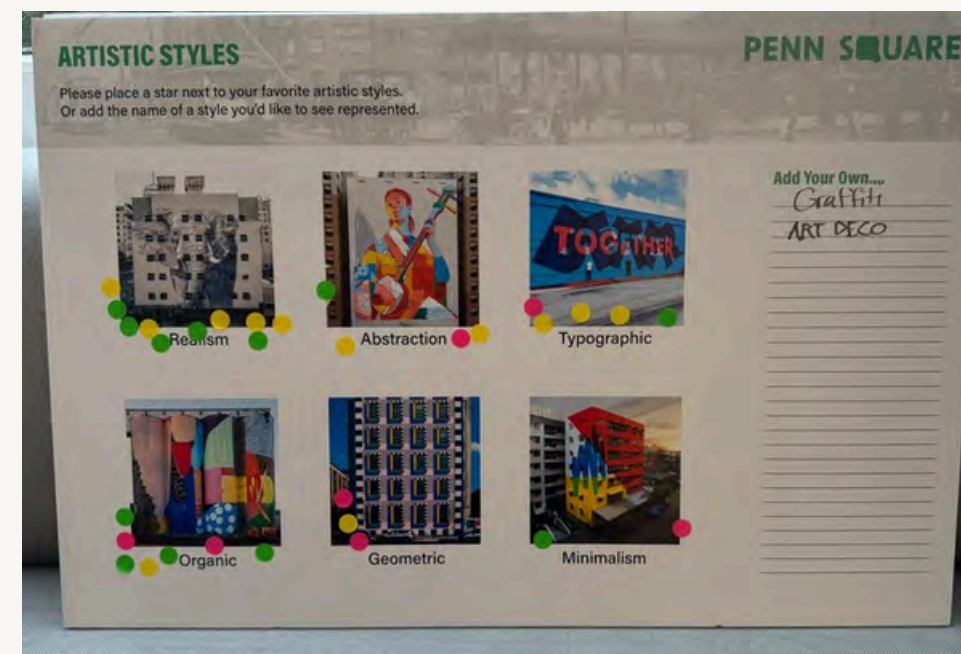 ARTISTIC STYLES
PENN SQUARE
Please place a star next to your favorite artistic styles.
Or add the name of a style you'd like to see represented.
Add Your Own....
Graffiti
ART DECO
TOGETHER
Realism
Abstraction
Typographic
Organic
Geometric
Minimalism